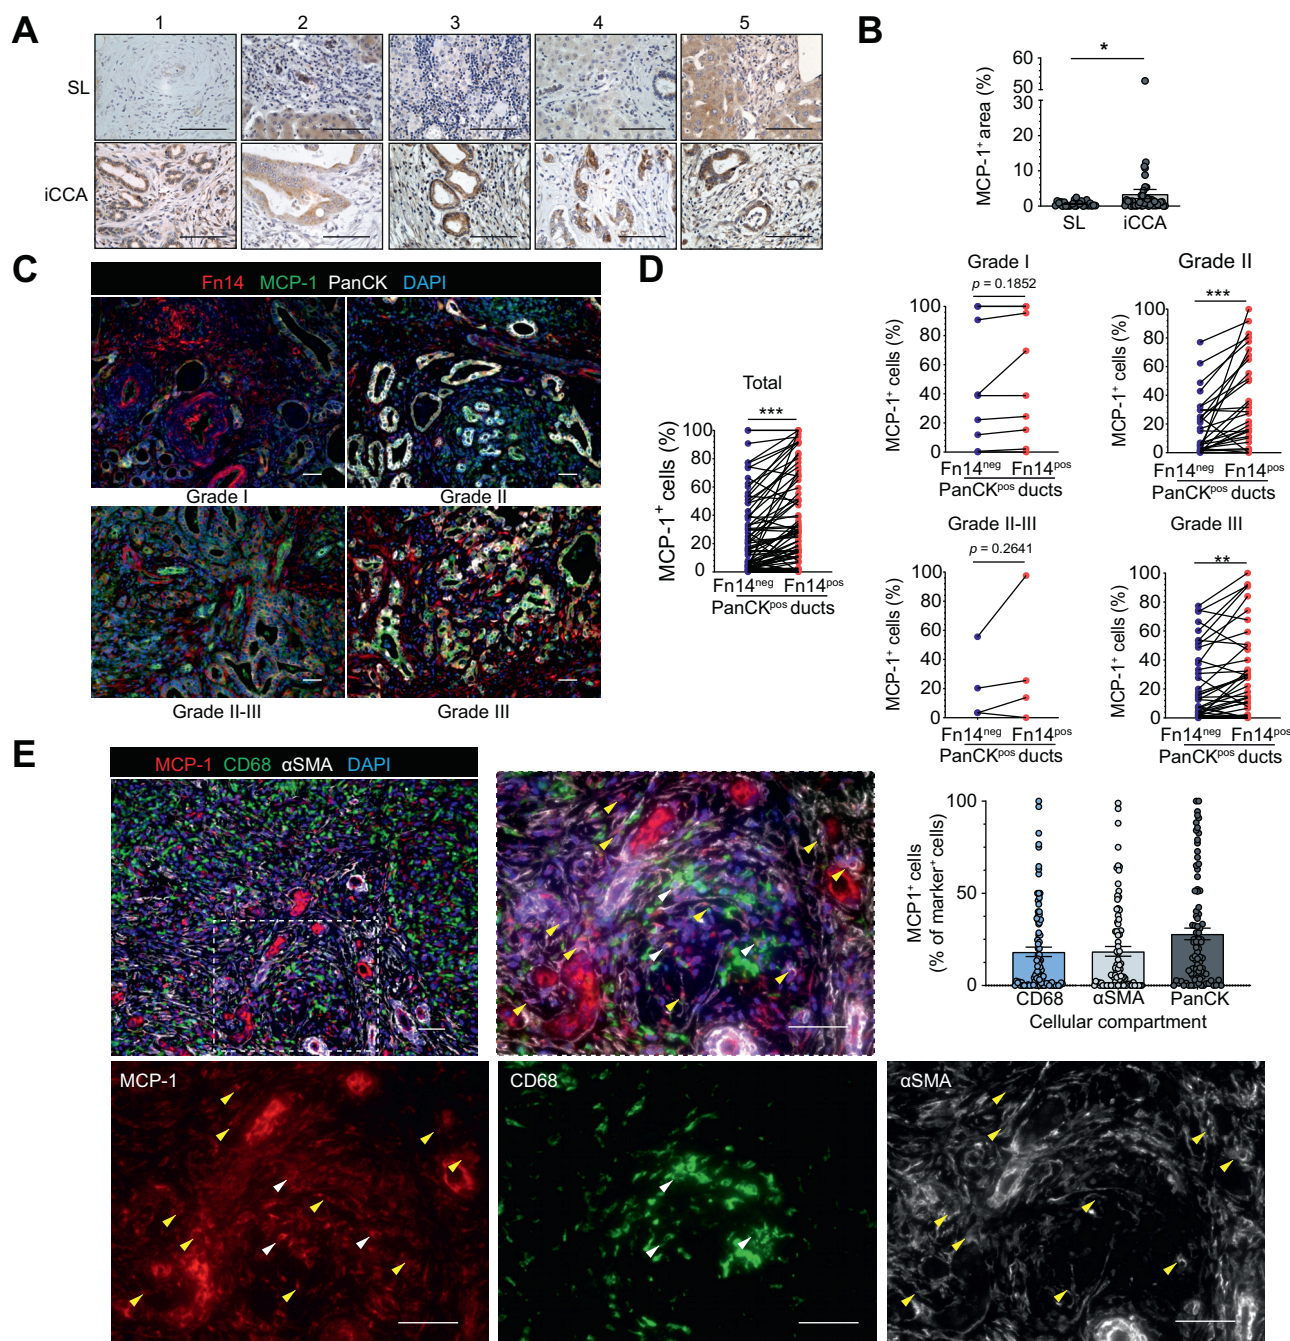 A
1 2 3 4 5
SL
iCCA
B
MCP-1+ area (%)
60
30
20
10
0
*
SL iCCA
C
Fn14 MCP-1 PanCK DAPI
Grade I
Grade II
Grade II-III
Grade III
D
Total
***
MCP-1+ cells (%)
100
80
60
40
20
0
Fn14neg Fn14pos
PanCKpos ducts
Grade I
p = 0.1852
MCP-1+ cells (%)
100
80
60
40
20
0
Fn14neg Fn14pos
PanCKpos ducts
Grade II
***
MCP-1+ cells (%)
100
80
60
40
20
0
Fn14neg Fn14pos
PanCKpos ducts
Grade II-III
p = 0.2641
MCP-1+ cells (%)
100
80
60
40
20
0
Fn14neg Fn14pos
PanCKpos ducts
Grade III
**
MCP-1+ cells (%)
100
80
60
40
20
0
Fn14neg Fn14pos
PanCKpos ducts
E
MCP-1 CD68 αSMA DAPI
MCP1+ cells
(% of marker+ cells)
100
50
0
CD68 αSMA PanCK
Cellular compartment
MCP-1
CD68
αSMA